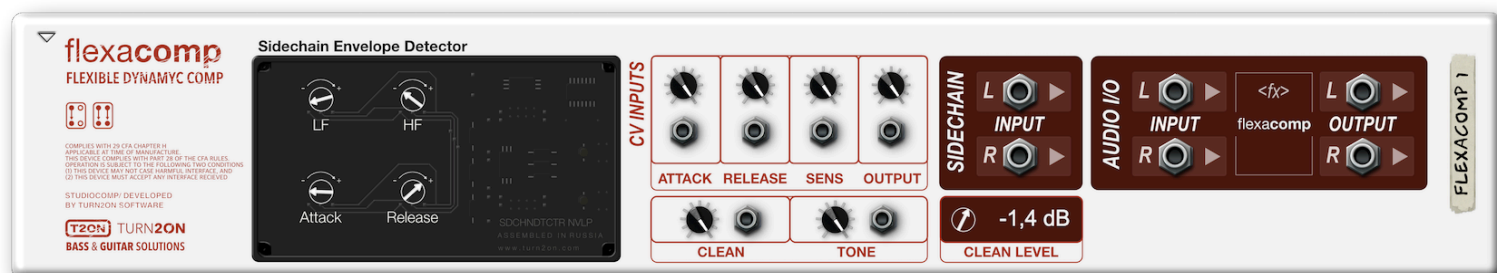 flexacomp
FLEXIBLE DYNAMYC COMP
COMPLIES WITH 29 CFA CHAPTER H
APPLICABLE AT TIME OF MANUFACTURE.
THIS DEVICE COMPLIES WITH PART 28 OF THE CFA RULES.
OPERATION IS SUBJECT TO THE FOLLOWING TWO CONDITIONS
(1) THIS DEVICE MAY NOT CASE HARMFUL INTERFACE, AND
(2) THIS DEVICE MUST ACCEPT ANY INTERFACE RECIEVED
STUDIOCOMP/ DEVELOPED
BY TURN2ON SOFTWARE
T2ON TURN2ON
BASS & GUITAR SOLUTIONS
Sidechain Envelope Detector
- +
- +
LF
HF
- +
- +
Attack
Release
SDCHNDTCTR NVLP
ASSEMBLED IN RUSSIA
www.turn2on.com
CV INPUTS
ATTACK
RELEASE
SENS
OUTPUT
CLEAN
TONE
SIDECHAIN
L
INPUT
R
-1,4 dB
CLEAN LEVEL
AUDIO I/O
L
INPUT
R
<fx>
flexacomp
L
OUTPUT
R
FLEXACOMP 1